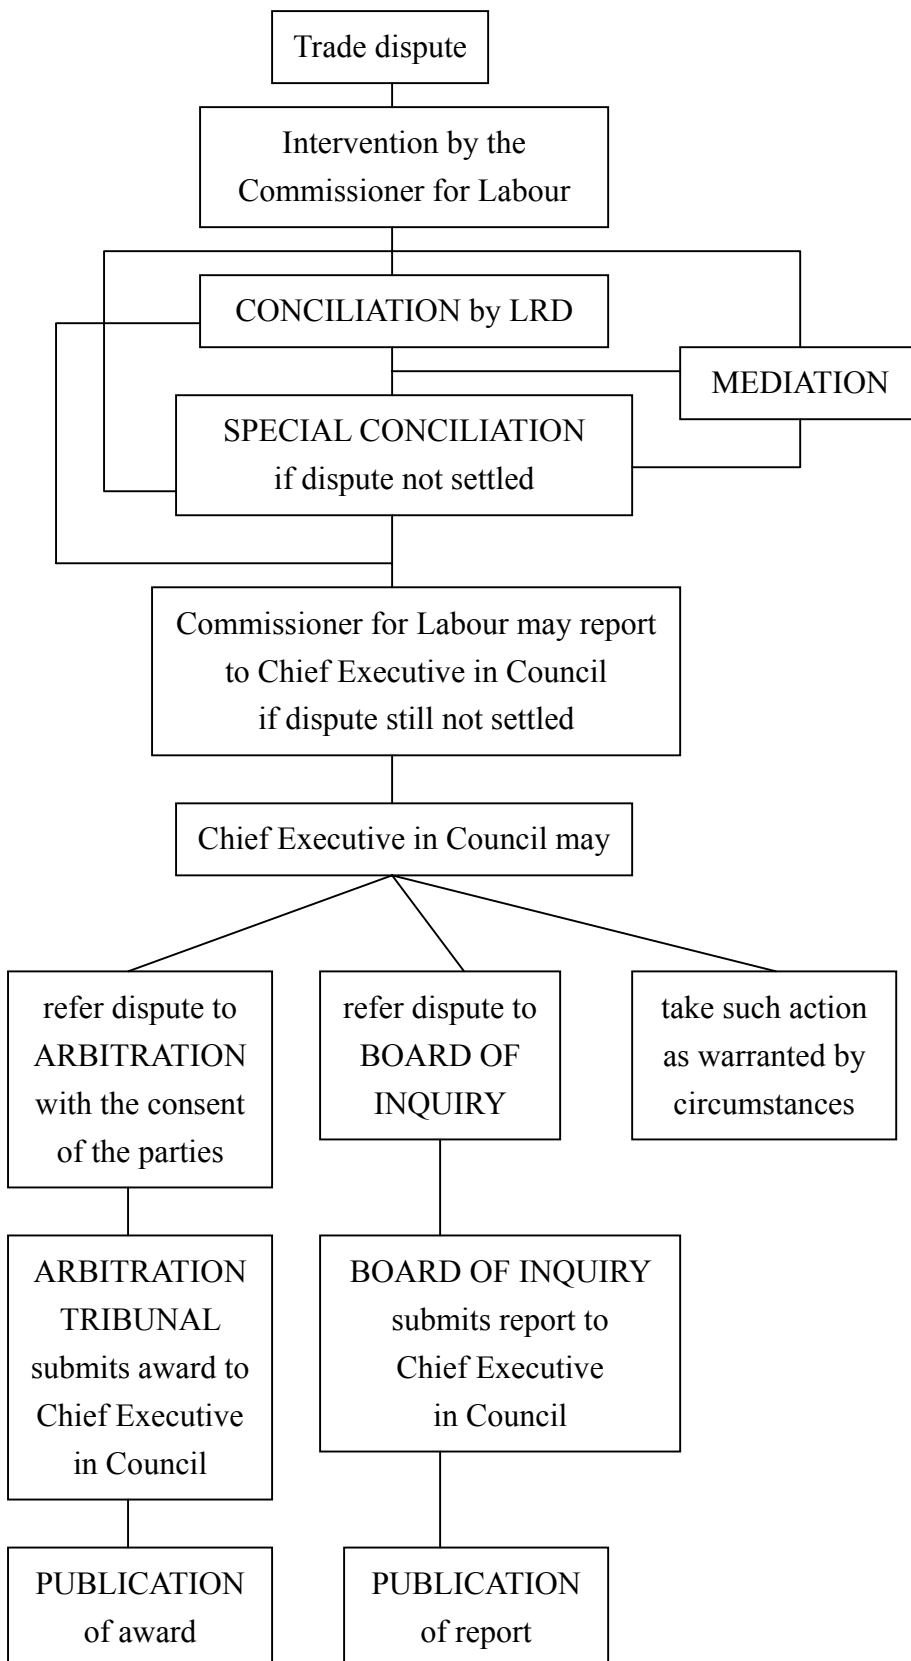 Trade dispute
Intervention by the
Commissioner for Labour
CONCILIATION by LRD
MEDIATION
SPECIAL CONCILIATION
if dispute not settled
Commissioner for Labour may report
to Chief Executive in Council
if dispute still not settled
Chief Executive in Council may
refer dispute to
ARBITRATION
with the consent
of the parties
refer dispute to
BOARD OF
INQUIRY
take such action
as warranted by
circumstances
ARBITRATION
TRIBUNAL
submits award to
Chief Executive
in Council
BOARD OF INQUIRY
submits report to
Chief Executive
in Council
PUBLICATION
of award
PUBLICATION
of report